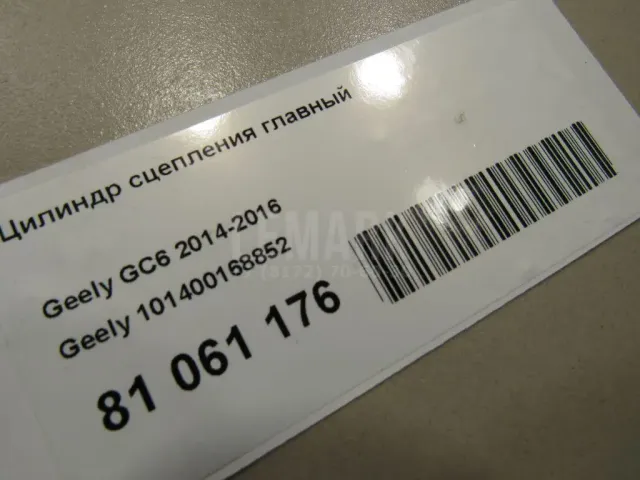 Цилиндр сцепления главный
Geely GC6 2014-2016
Geely 101400168852
81 061 176